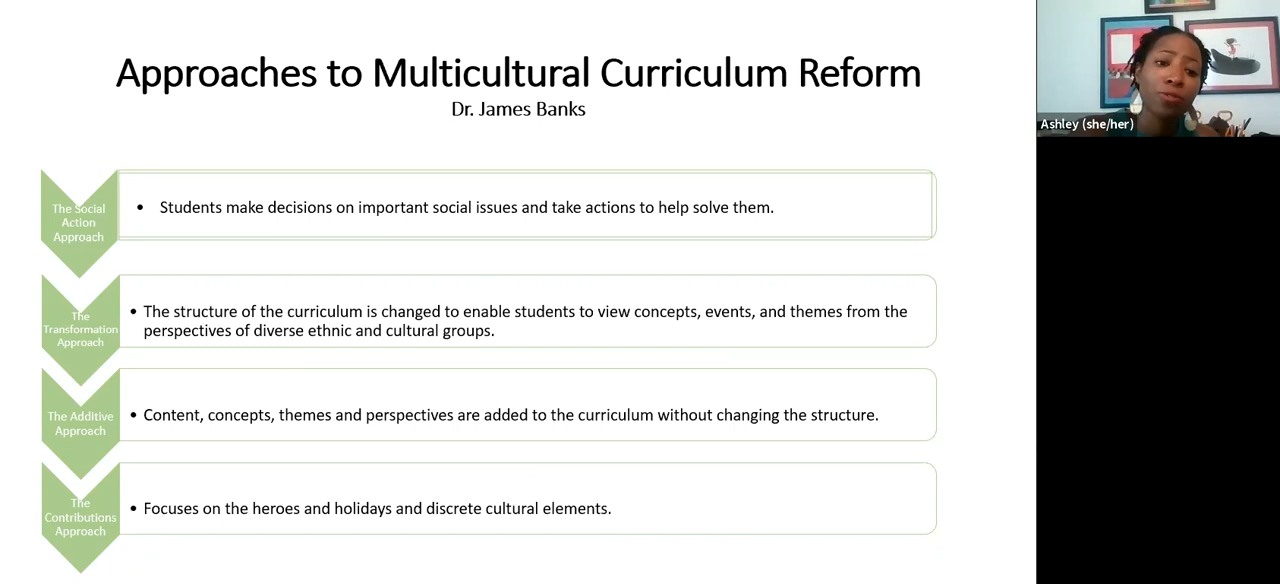 Approaches to Multicultural Curriculum Reform
Dr. James Banks
Ashley (she/her)
The Social
Action
Approach
• Students make decisions on important social issues and take actions to help solve them.
The
Transformation
Approach
• The structure of the curriculum is changed to enable students to view concepts, events, and themes from the
perspectives of diverse ethnic and cultural groups.
The Additive
Approach
• Content, concepts, themes and perspectives are added to the curriculum without changing the structure.
The
Contributions
Approach
• Focuses on the heroes and holidays and discrete cultural elements.